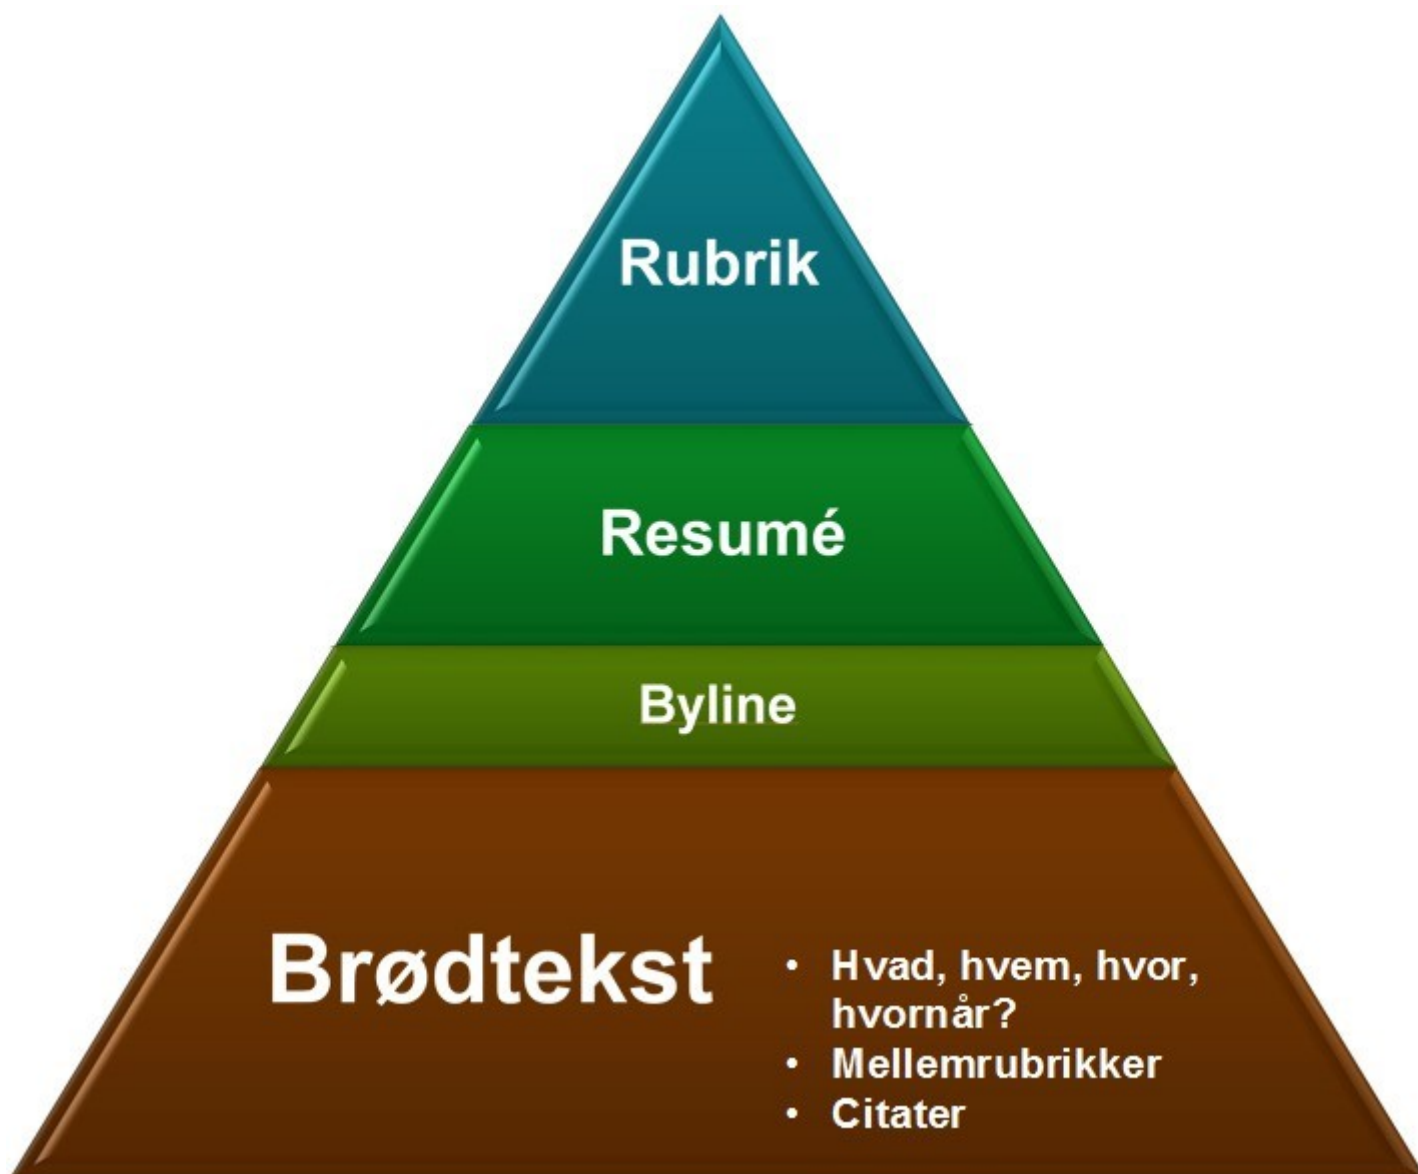 Rubrik
Resumé
Byline
Brødtekst
• Hvad, hvem, hvor,
hvornår?
• Mellemrubrikker
• Citater